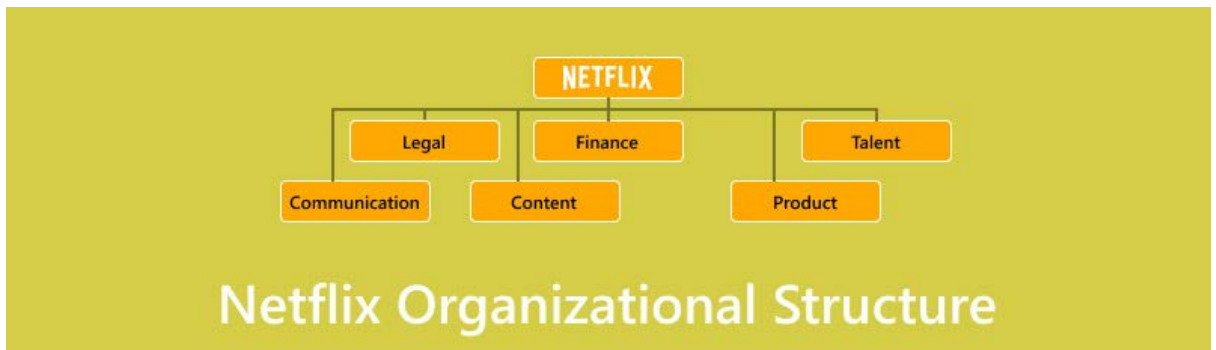 NETFLIX
Legal Finance Talent
Communication Content Product
Netflix Organizational Structure